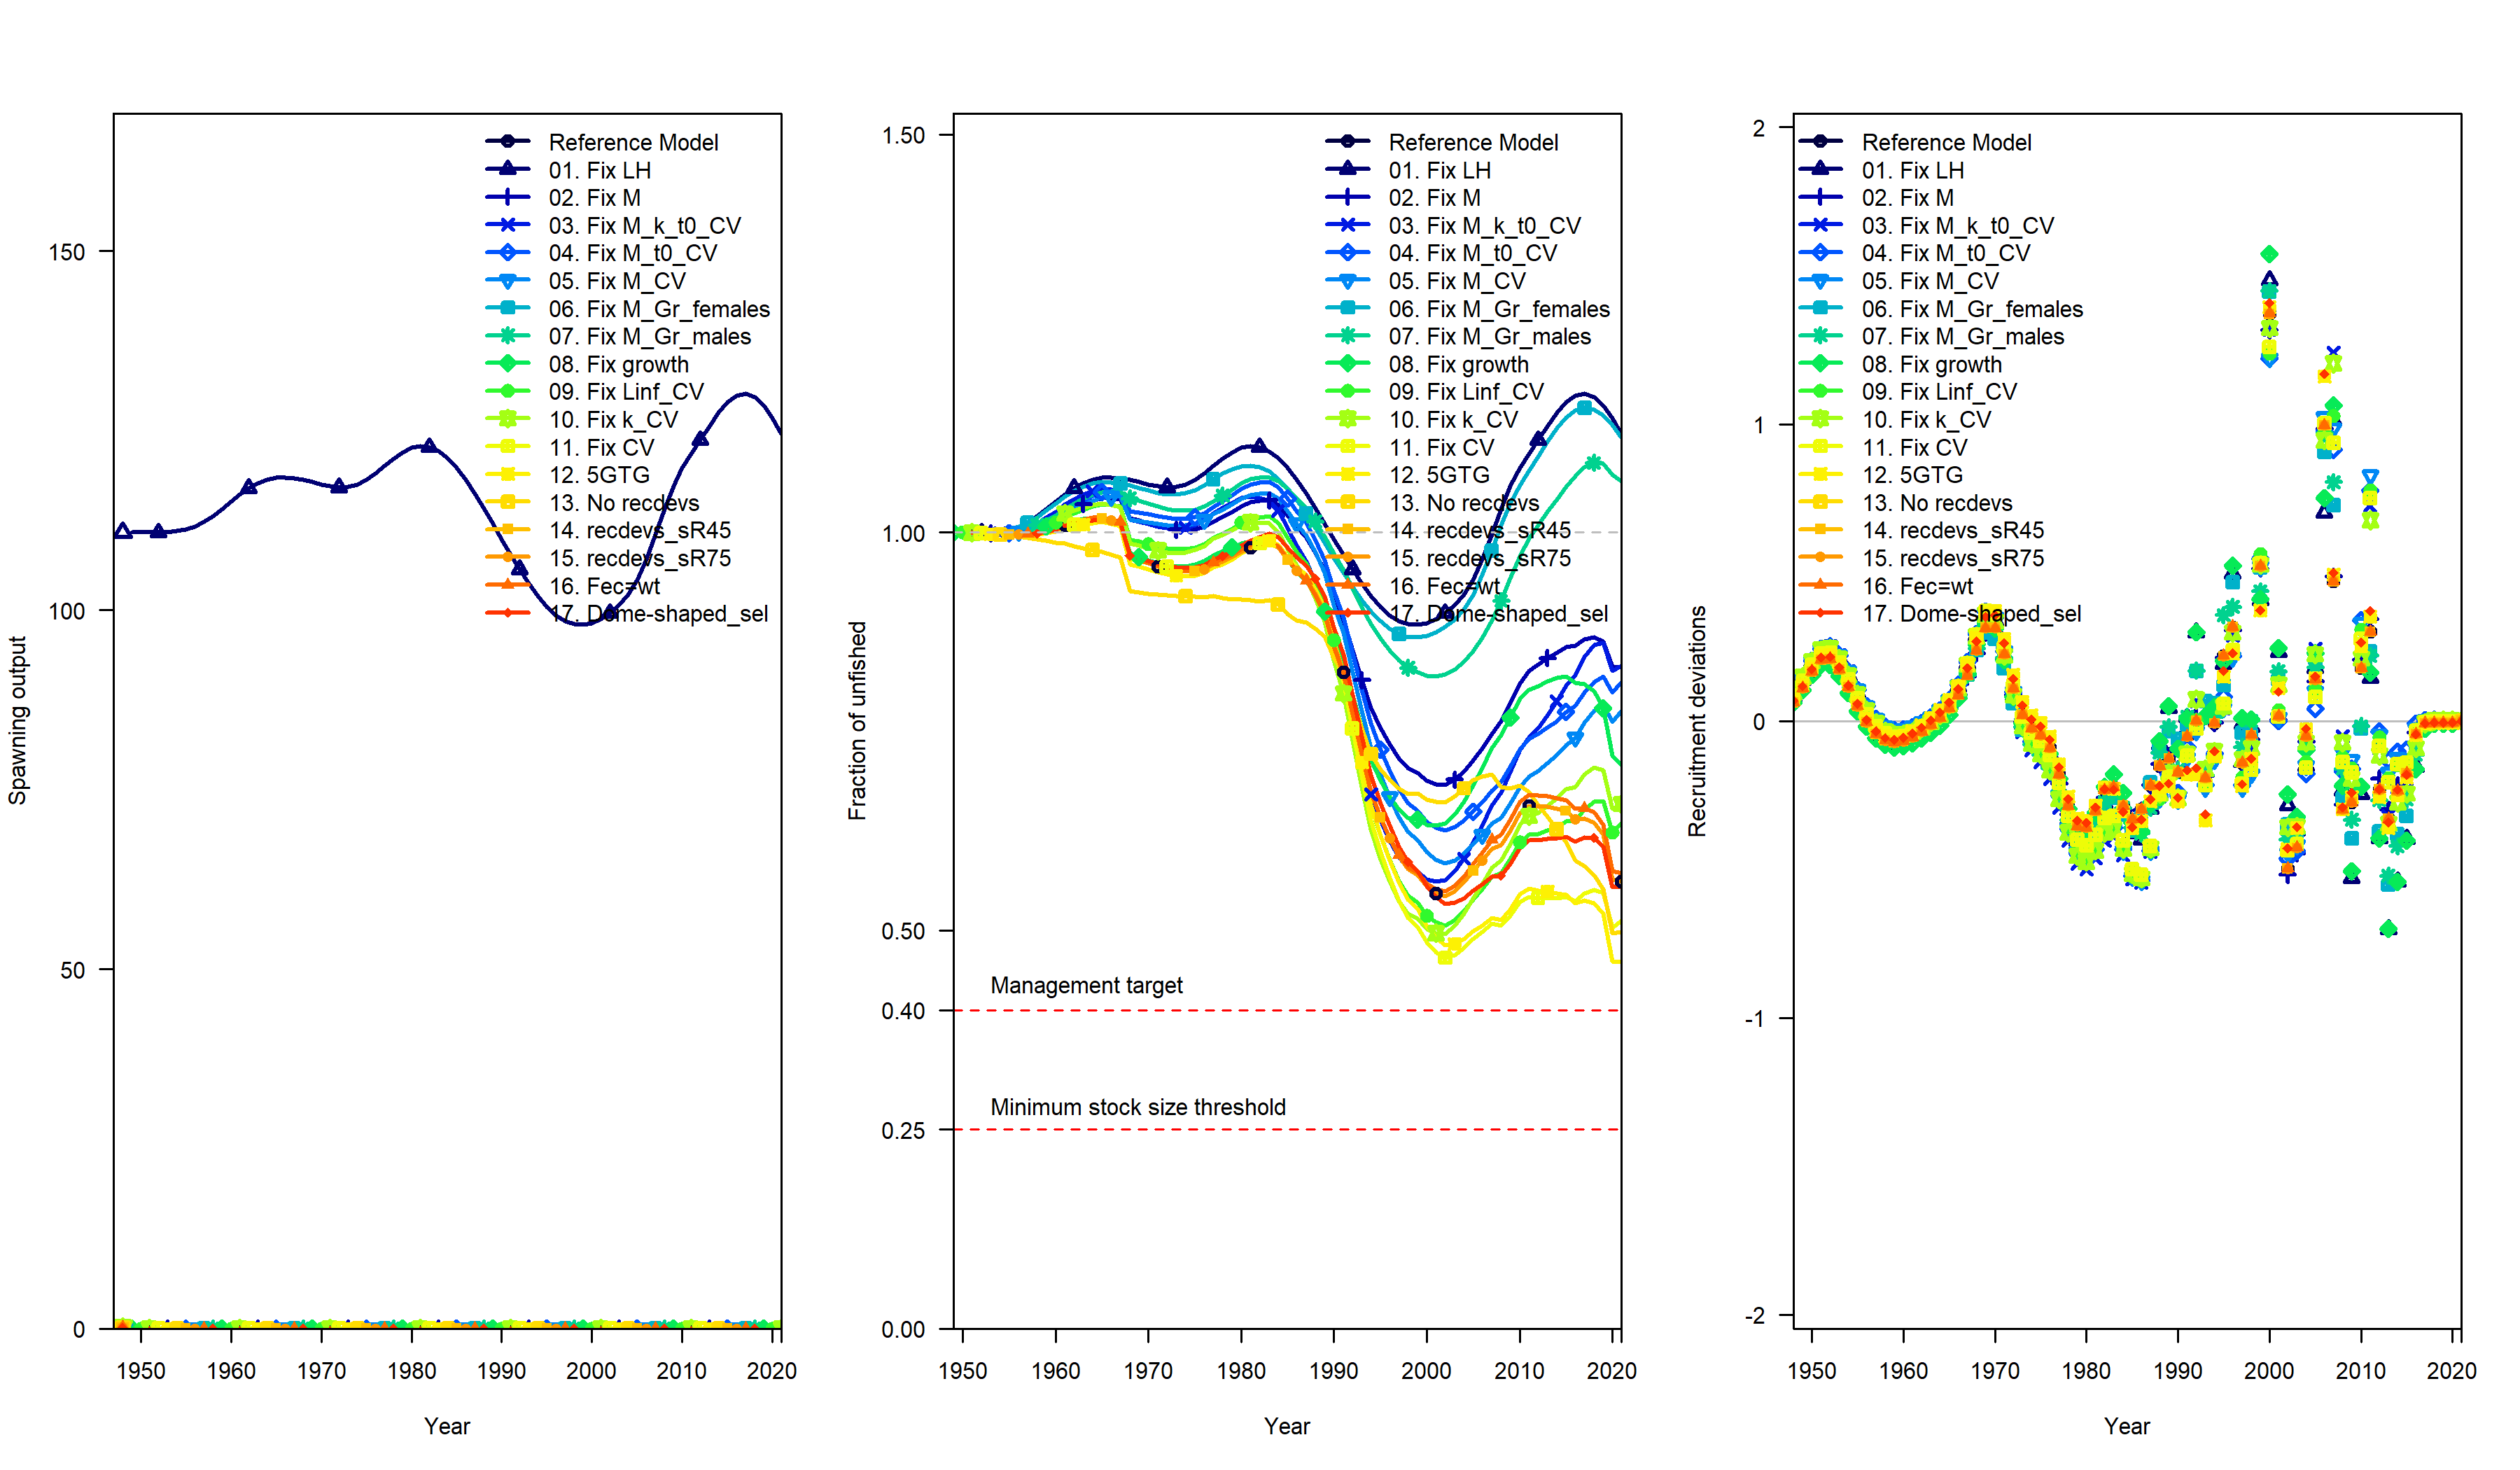 Spawning output
150
100
50
0
1950 1960 1970 1980 1990 2000 2010 2020
Year
Reference Model
01. Fix LH
02. Fix M
03. Fix M_k_t0_CV
04. Fix M_t0_CV
05. Fix M_CV
06. Fix M_Gr_females
07. Fix M_Gr_males
08. Fix growth
09. Fix Linf_CV
10. Fix k_CV
11. Fix CV
12. 5GTG
13. No recdevs
14. recdevs_sR45
15. recdevs_sR75
16. Fec=wt
17. Dome-shaped_sel
Fraction of unfished
1.50
1.00
0.50
0.40
0.25
0.00
1950 1960 1970 1980 1990 2000 2010 2020
Year
Reference Model
01. Fix LH
02. Fix M
03. Fix M_k_t0_CV
04. Fix M_t0_CV
05. Fix M_CV
06. Fix M_Gr_females
07. Fix M_Gr_males
08. Fix growth
09. Fix Linf_CV
10. Fix k_CV
11. Fix CV
12. 5GTG
13. No recdevs
14. recdevs_sR45
15. recdevs_sR75
16. Fec=wt
17. Dome-shaped_sel
Management target
Minimum stock size threshold
Recruitment deviations
2
1
0
-1
-2
1950 1960 1970 1980 1990 2000 2010 2020
Year
Reference Model
01. Fix LH
02. Fix M
03. Fix M_k_t0_CV
04. Fix M_t0_CV
05. Fix M_CV
06. Fix M_Gr_females
07. Fix M_Gr_males
08. Fix growth
09. Fix Linf_CV
10. Fix k_CV
11. Fix CV
12. 5GTG
13. No recdevs
14. recdevs_sR45
15. recdevs_sR75
16. Fec=wt
17. Dome-shaped_sel